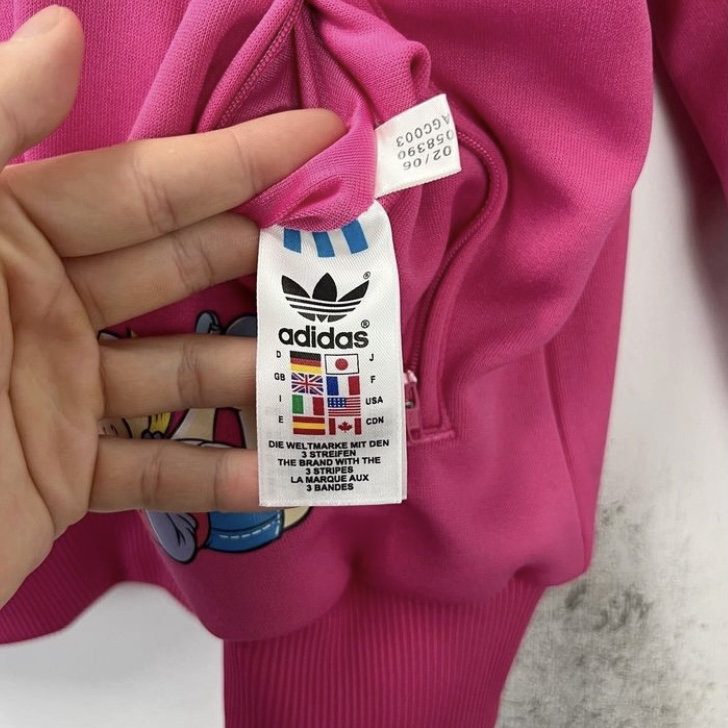 02/06
058390
AGC003
adidas®
®
D J
GB F
I USA
E CDN
DIE WELTMARKE MIT DEN
3 STREIFEN
THE BRAND WITH THE
3 STRIPES
LA MARQUE AUX
3 BANDES